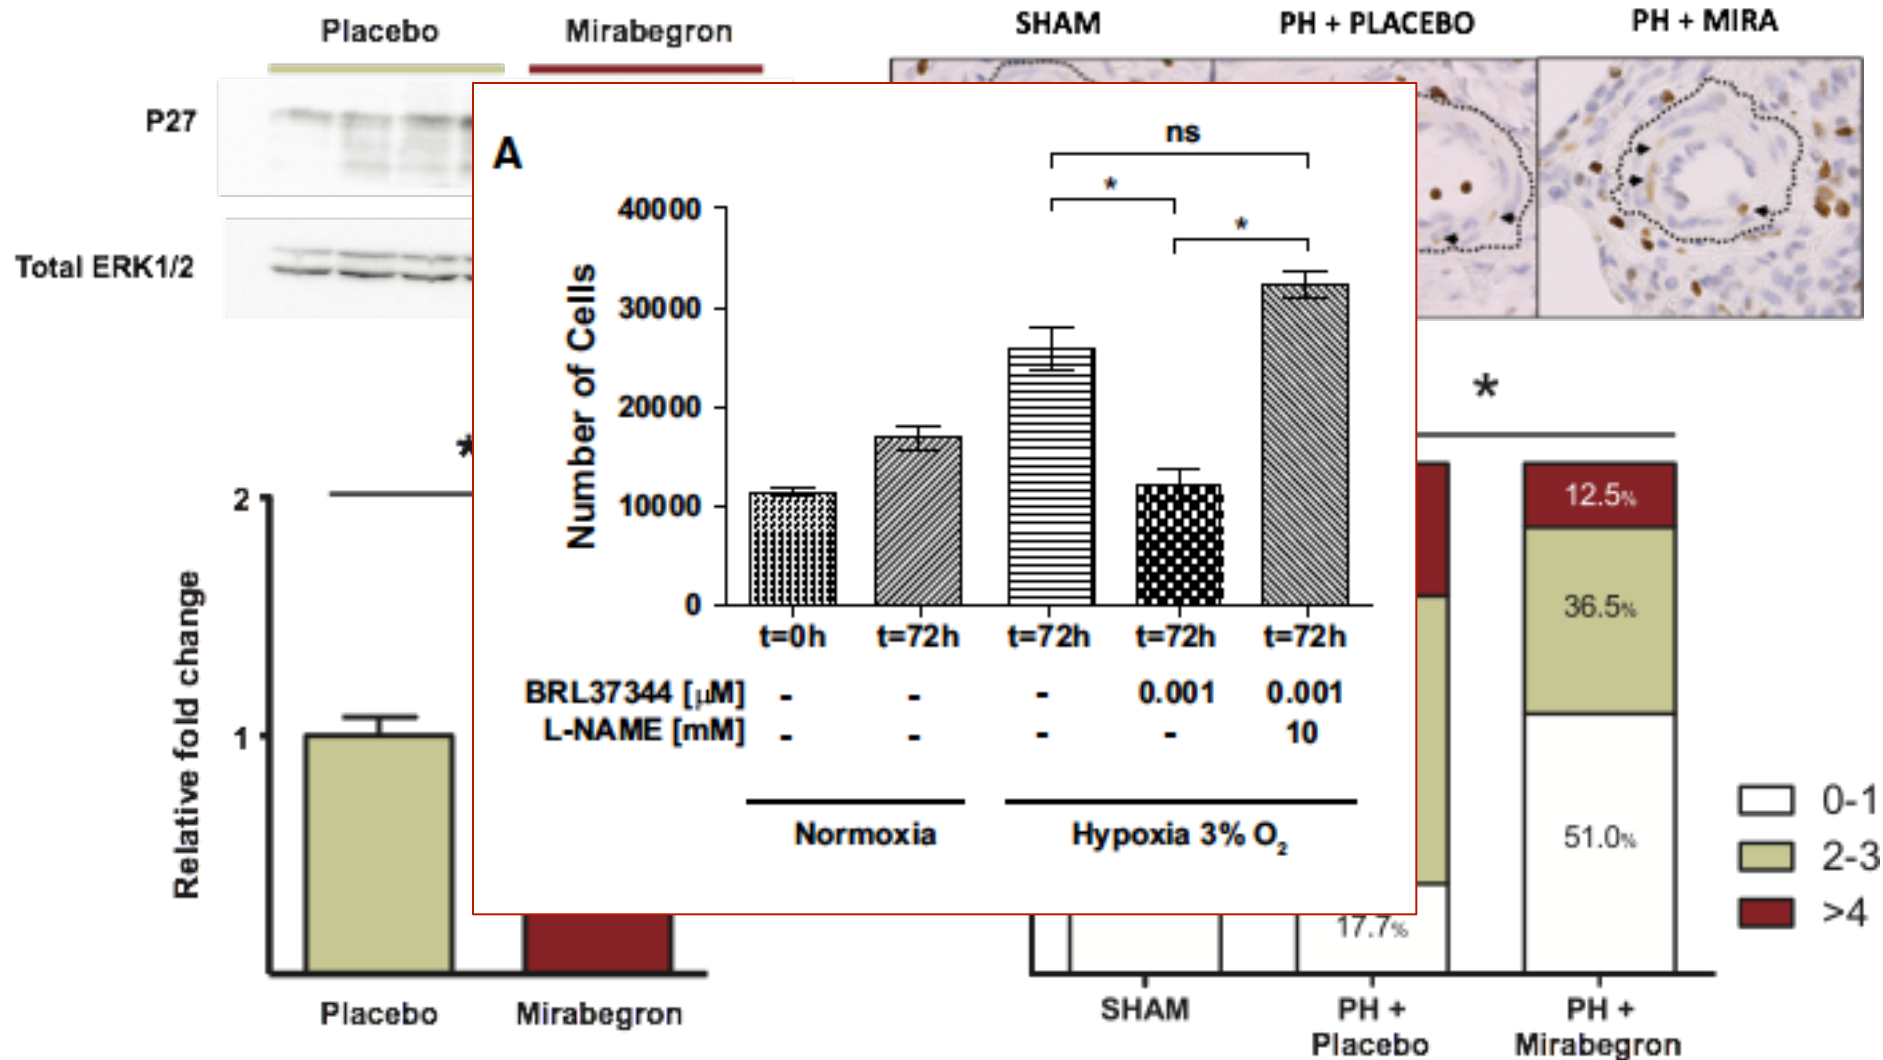 Placebo Mirabegron
P27
Total ERK1/2
SHAM PH + PLACEBO PH + MIRA
*
2
1
Relative fold change
Placebo Mirabegron
A
ns
*
*
40000
30000
20000
10000
0
Number of Cells
t=0h t=72h t=72h t=72h t=72h
BRL37344 [μM] - - - 0.001 0.001
L-NAME [mM] - - - - 10
Normoxia Hypoxia 3% O2
*
12.5%
36.5%
51.0%
17.7%
0-1
2-3
>4
SHAM
PH +
Placebo
PH +
Mirabegron